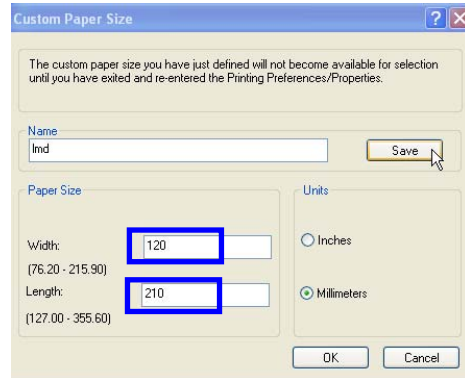 Custom Paper Size
The custom paper size you have just defined will not become available for selection
until you have exited and re-entered the Printing Preferences/Properties.
Name
lmd
Save
Paper Size
Width:
120
(76.20 - 215.90)
Length:
210
(127.00 - 355.60)
Units
Inches
Millimeters
OK
Cancel